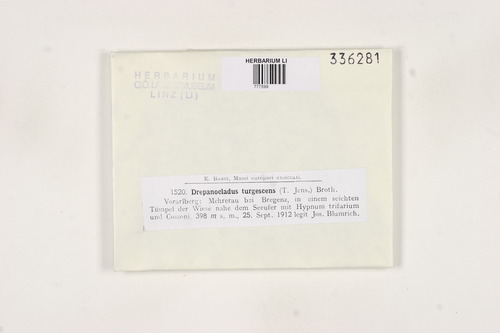 HERBARIUM LI
336281
HERBARIUM
OÖ LANDESMUSEUM
LINZ (LI)
E. Bauer, Musci europaei exsiccati.
1520. Drepanocladus turgescens (T. Jens.) Broth.
Vorarlberg: Mehrerau bei Bregenz, in einem seichten
Tümpel der Wiese nahe dem Seeufer mit Hypnum trifarium
und Cossoni, 398 m s. m., 25. Sept. 1912 legit Jos. Blumrich.